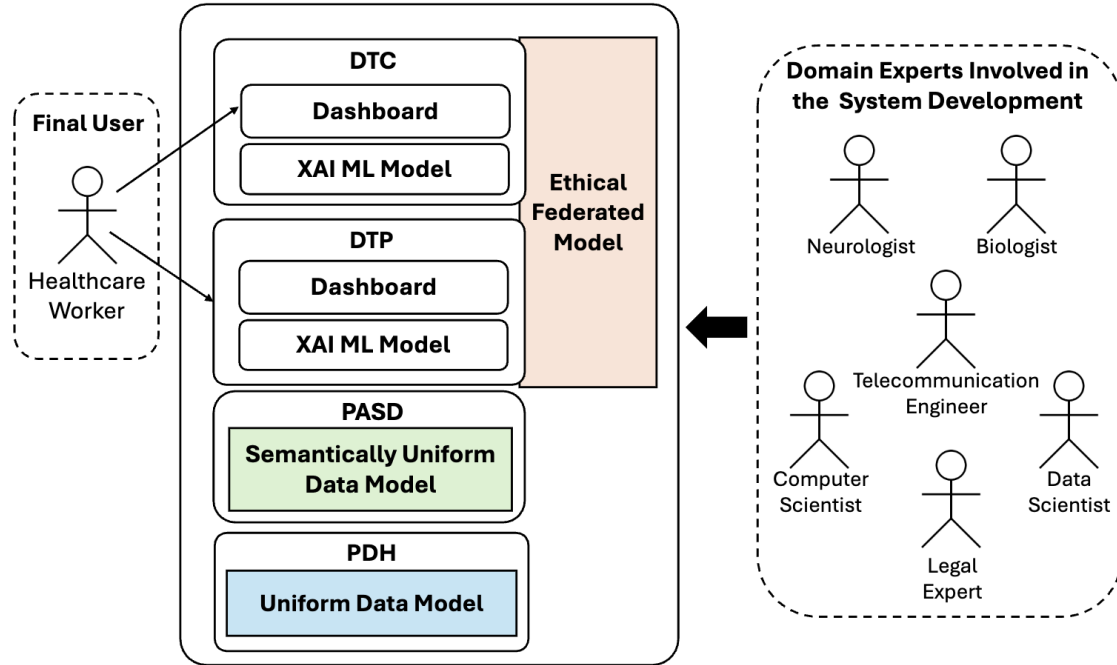 Final User
Healthcare
Worker
DTC
Dashboard
XAI ML Model
DTP
Dashboard
XAI ML Model
Ethical
Federated
Model
PASD
Semantically Uniform
Data Model
PDH
Uniform Data Model
Domain Experts Involved in
the System Development
Neurologist
Biologist
Telecommunication
Engineer
Computer
Scientist
Data
Scientist
Legal
Expert